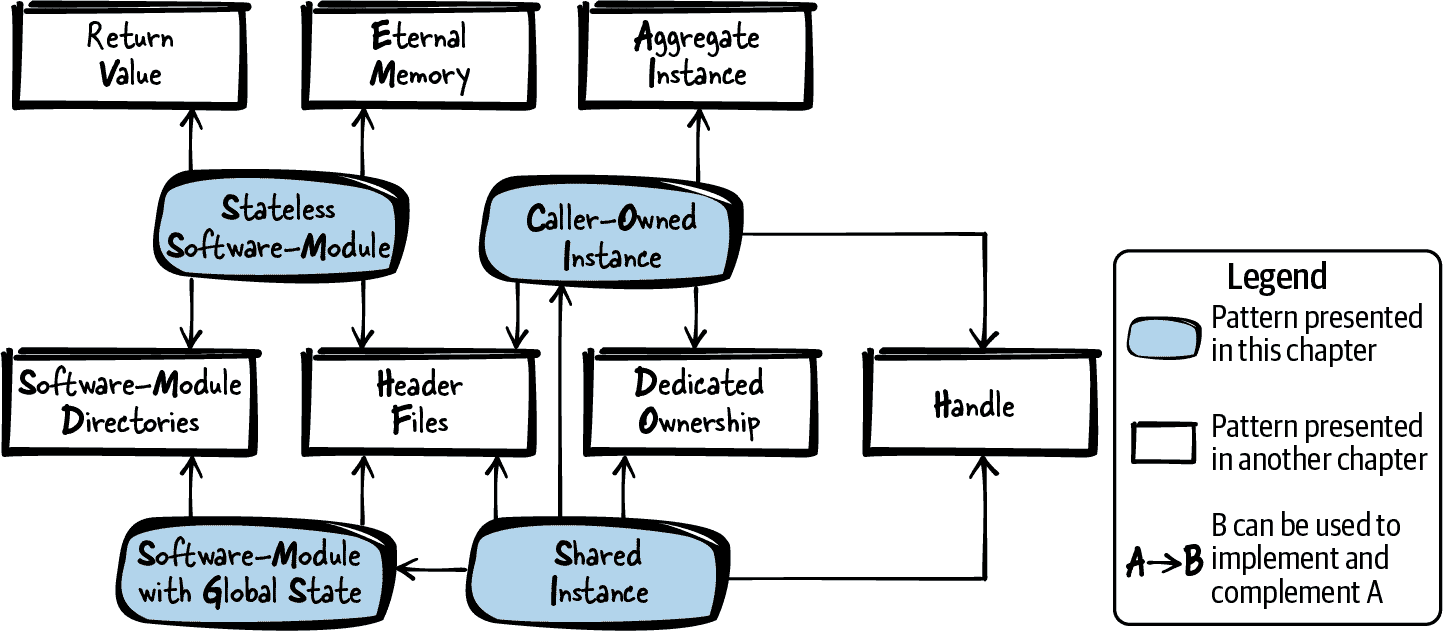 Return
Value
Eternal
Memory
Aggregate
Instance
Stateless
Software-Module
Caller-Owned
Instance
Software-Module
Directories
Header
Files
Dedicated
Ownership
Handle
Software-Module
with Global State
Shared
Instance
Legend
Pattern presented
in this chapter
Pattern presented
in another chapter
A→B
B can be used to
implement and
complement A